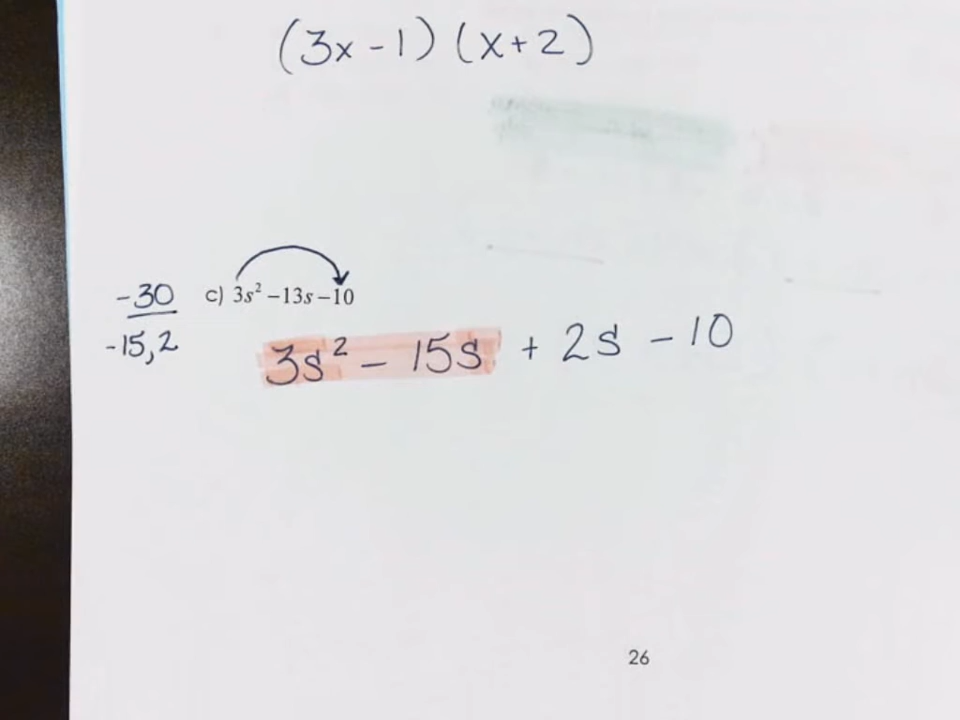 (3x-1) (x+2)
-30 c) 3s² −13s −10
-15,2
3s² - 15s + 2s - 10
26